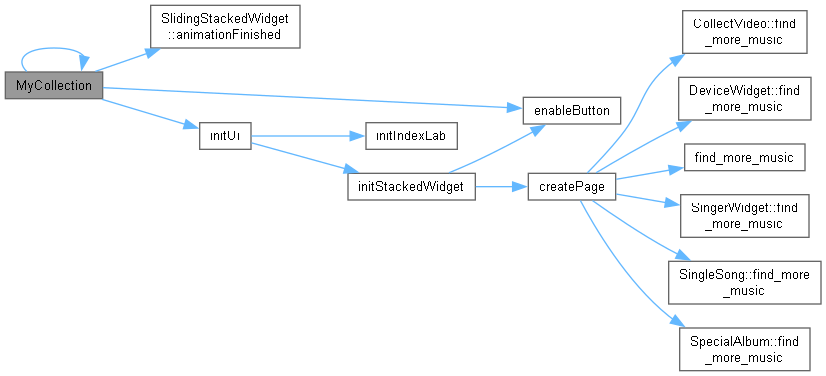 SlidingStackedWidget
::animationFinished
MyCollection
enableButton
initUi
initIndexLab
initStackedWidget
createPage
CollectVideo::find
_more_music
DeviceWidget::find
_more_music
find_more_music
SingerWidget::find
_more_music
SingleSong::find_more
_music
SpecialAlbum::find
_more_music